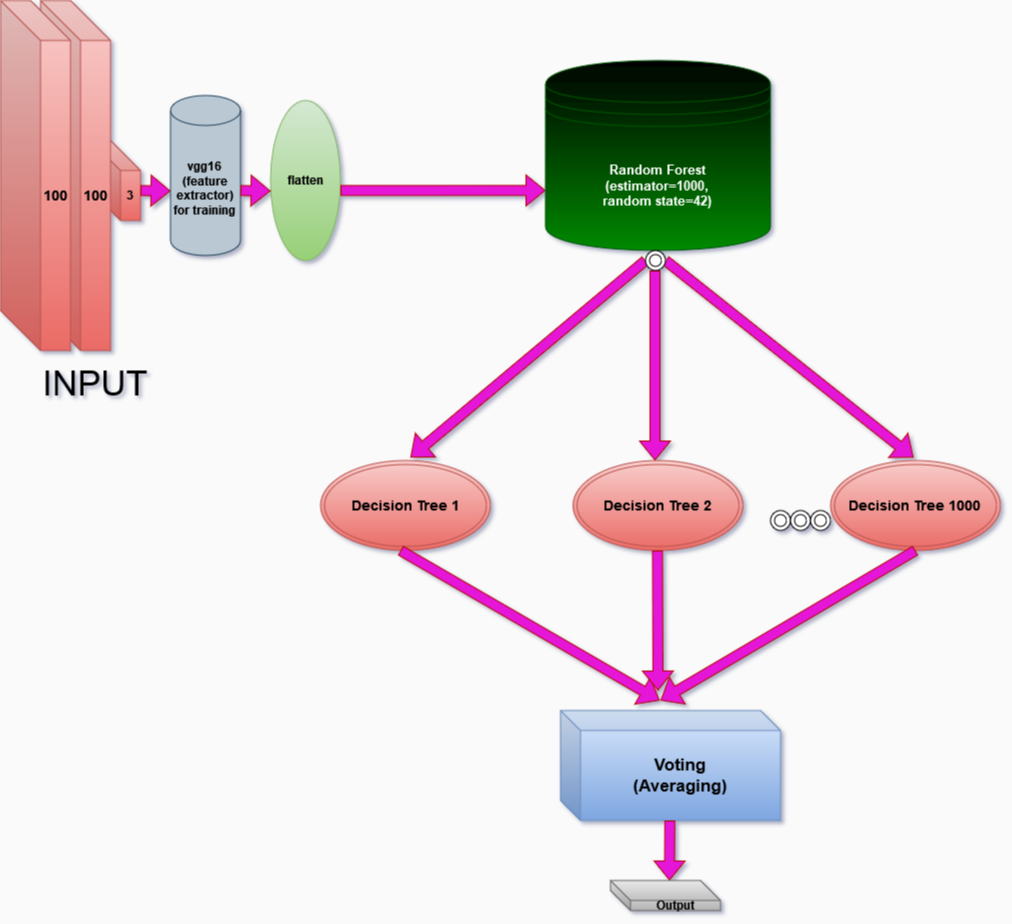 100
100
3
INPUT
vgg16
(feature
extractor)
for training
flatten
Random Forest
(estimator=1000,
random state=42)
Decision Tree 1
Decision Tree 2
Decision Tree 1000
Voting
(Averaging)
Output